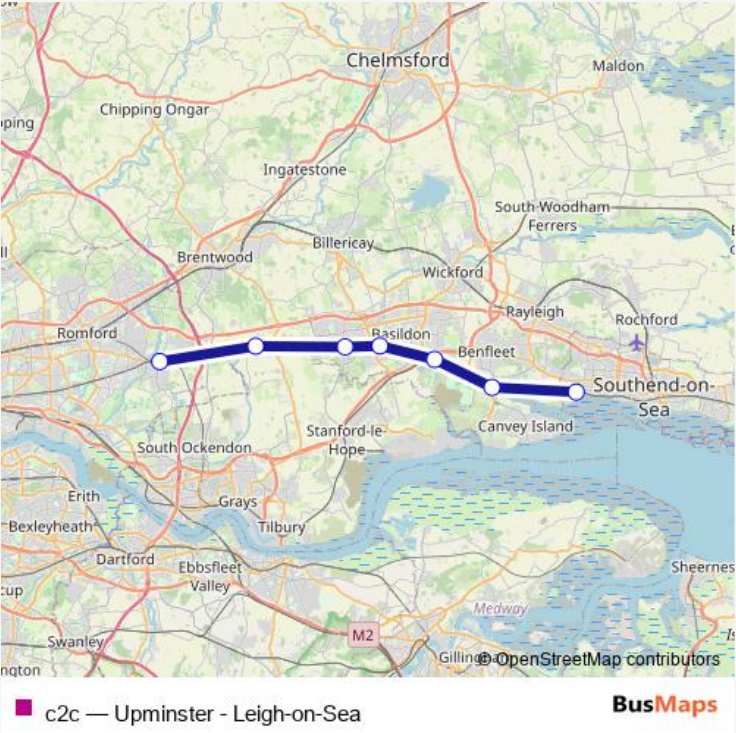 Chelmsford
Maldon
Chipping Ongar
ping
Ingatestone
South Woodham
Ferrers
Brentwood
Billericay
Wickford
Rayleigh
Rochford
Romford
Basildon
Benfleet
Southend-on-
Sea
Canvey Island
Stanford-le-
Hope
South Ockendon
Erith
Grays
Bexleyheath
Tilbury
Dartford
Ebbsfleet
Valley
Sheernes
cup
Medway
Swanley
M2
ngton
Gillingha
© OpenStreetMap contributors
c2c — Upminster - Leigh-on-Sea
BusMaps